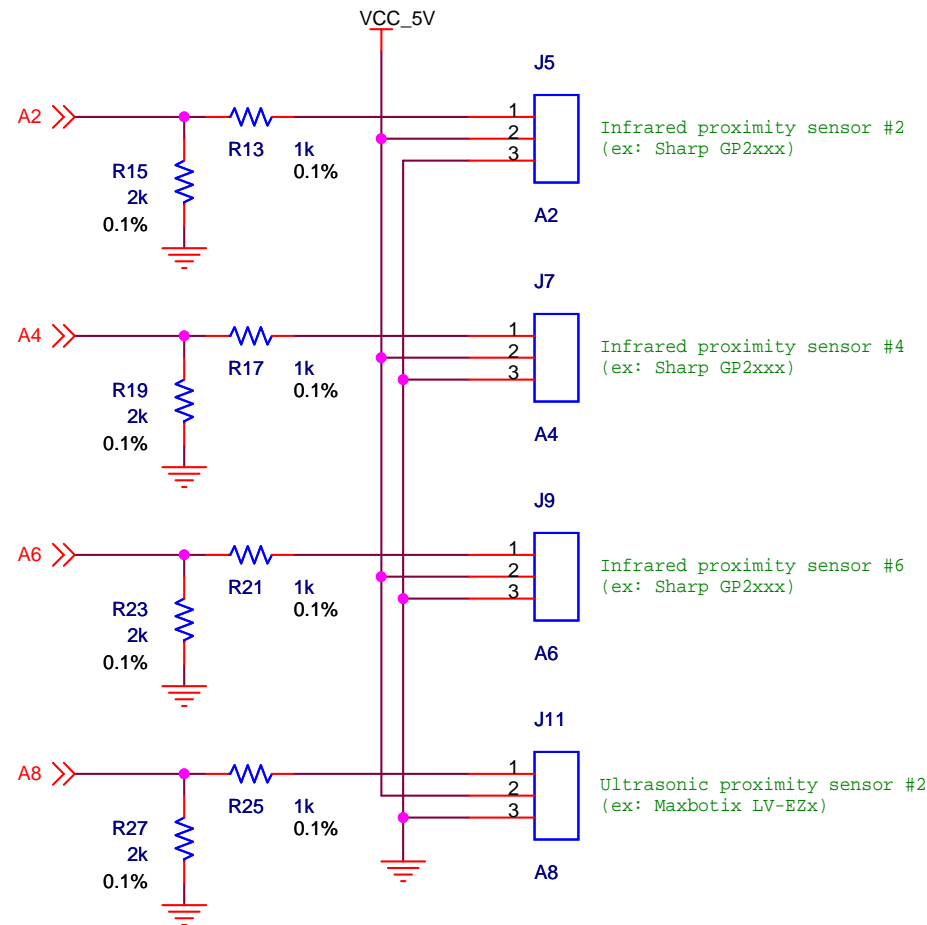 VCC_5V
J5
A2
1
2
3
R13
1k
0.1%
R15
2k
0.1%
Infrared proximity sensor #2
(ex: Sharp GP2xxx)
A2
J7
A4
1
2
3
R17
1k
0.1%
R19
2k
0.1%
Infrared proximity sensor #4
(ex: Sharp GP2xxx)
A4
J9
A6
1
2
3
R21
1k
0.1%
R23
2k
0.1%
Infrared proximity sensor #6
(ex: Sharp GP2xxx)
A6
J11
A8
1
2
3
R25
1k
0.1%
R27
2k
0.1%
Ultrasonic proximity sensor #2
(ex: Maxbotix LV-EZx)
A8